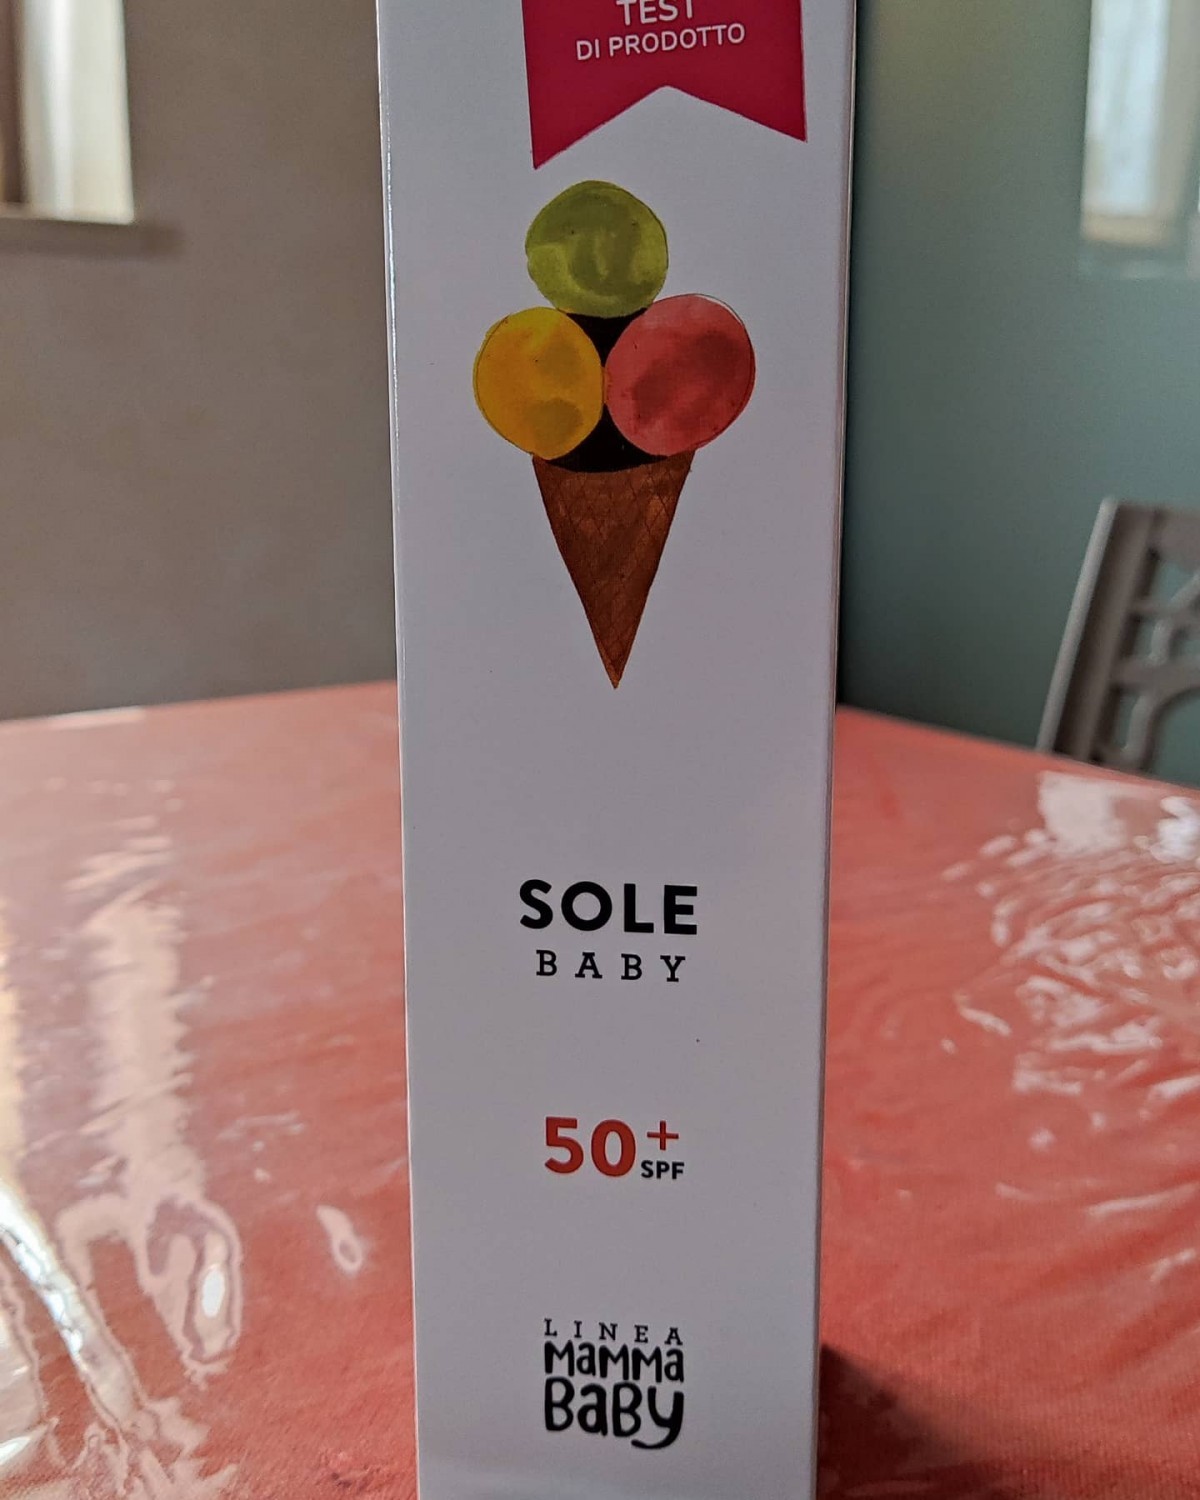 TEST
DI PRODOTTO
SOLE
BABY
50+
SPF
LINEA
MAMMA
BABY